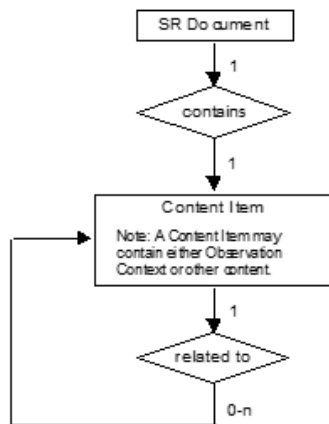 SR Document
1
contains
1
Content Item
Note: A Content Item may
contain either Observation
Context or other content.
1
related to
0-n